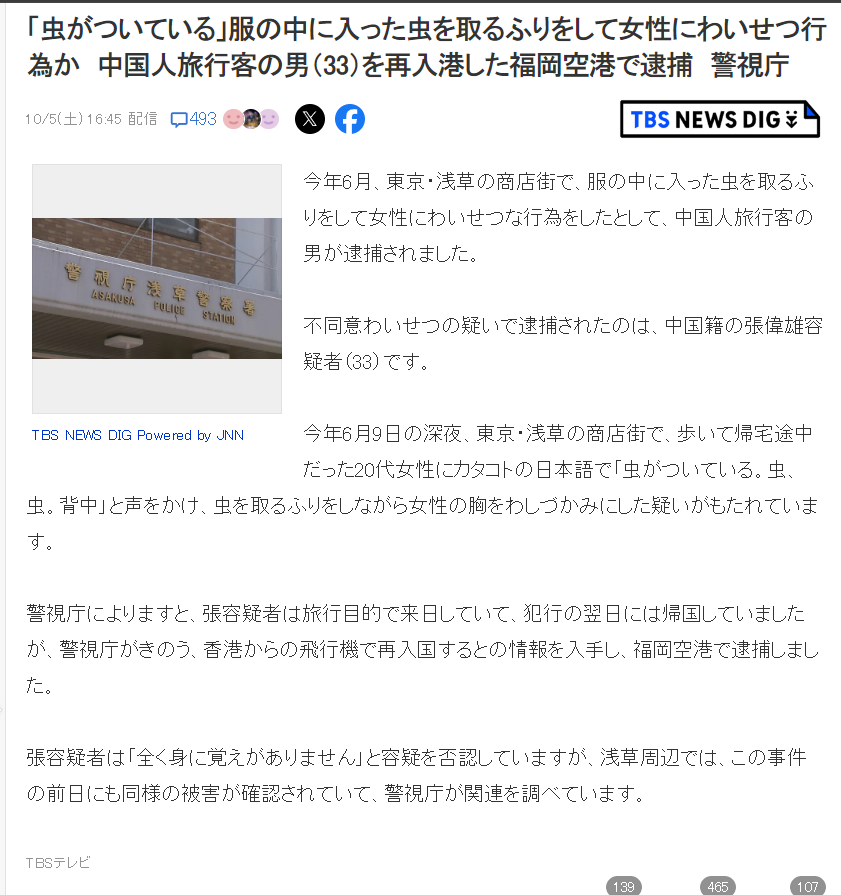 「虫がついている」服の中に入った虫を取るふりをして女性にわいせつ行
為か　中国人旅行客の男（33）を再入港した福岡空港で逮捕　警視庁
10/5(土) 16:45 配信
493
TBS NEWS DIG
今年6月、東京・浅草の商店街で、服の中に入った虫を取るふ
りをして女性にわいせつな行為をしたとして、中国人旅行客の
男が逮捕されました。
警視庁浅草警察署
ASAKUSA POLICE STATION
不同意わいせつの疑いで逮捕されたのは、中国籍の張偉雄容
疑者（33）です。
TBS NEWS DIG Powered by JNN
今年6月9日の深夜、東京・浅草の商店街で、歩いて帰宅途中
だった20代女性にカタコトの日本語で「虫がついている。虫、
虫。背中」と声をかけ、虫を取るふりをしながら女性の胸をわしづかみにした疑いがもたれていま
す。
警視庁によりますと、張容疑者は旅行目的で来日していて、犯行の翌日には帰国していました
が、警視庁がきのう、香港からの飛行機で再入国するとの情報を入手し、福岡空港で逮捕しまし
た。
張容疑者は「全く身に覚えがありません」と容疑を否認していますが、浅草周辺では、この事件
の前日にも同様の被害が確認されていて、警視庁が関連を調べています。
TBSテレビ
139 465 107